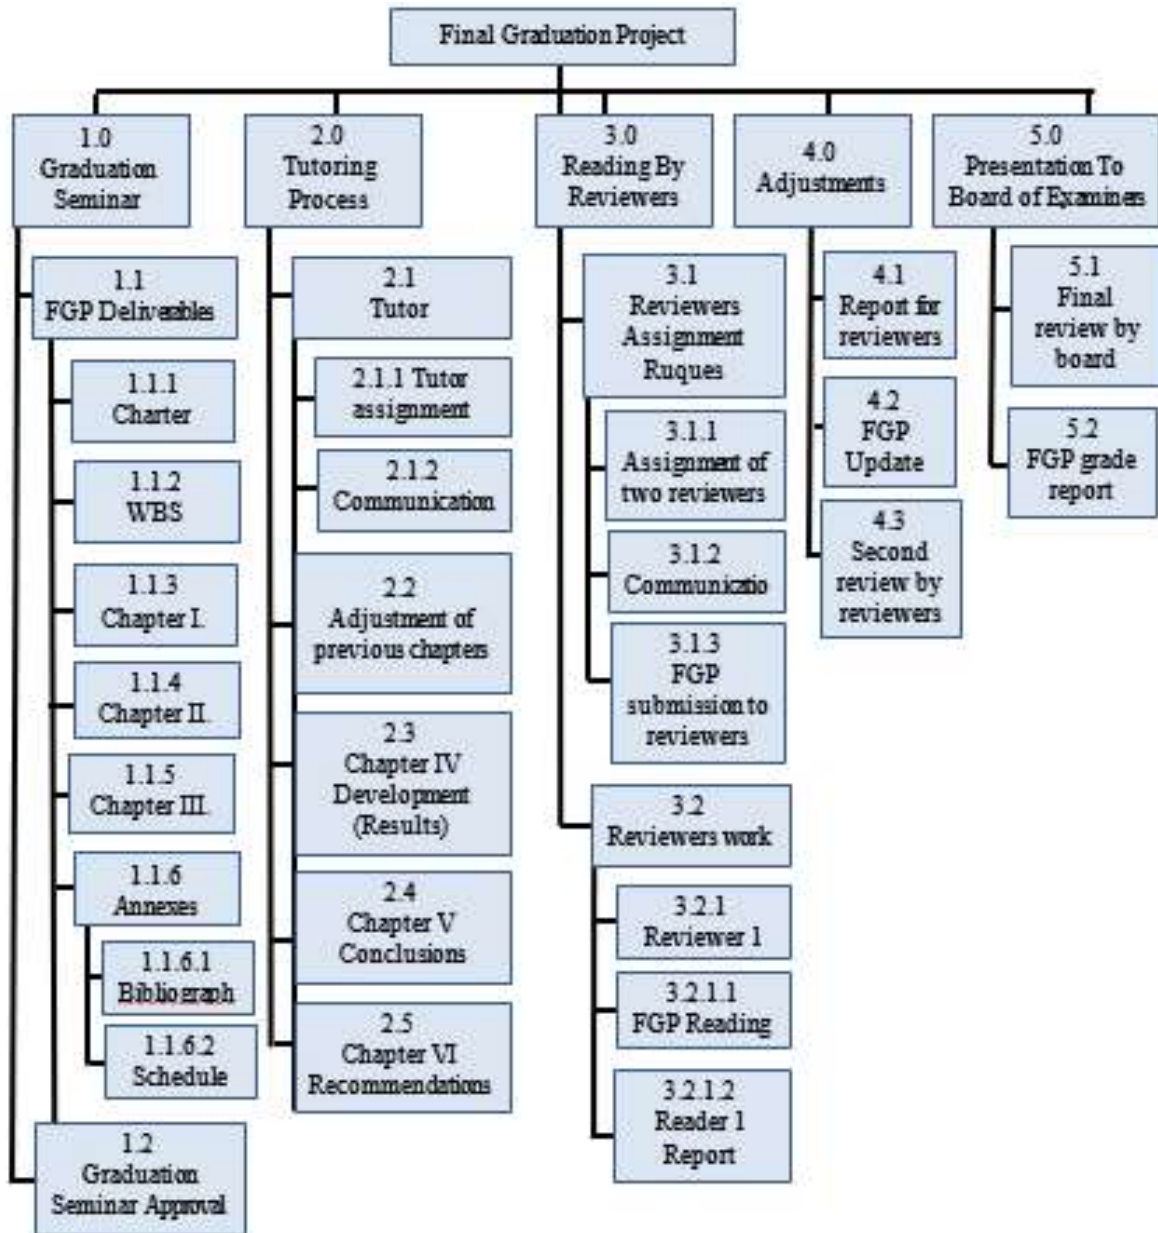 Final Graduation Project
1.0
Graduation
Seminar
1.1
FGP Deliverables
1.1.1
Charter
1.1.2
WBS
1.1.3
Chapter I.
1.1.4
Chapter II.
1.1.5
Chapter III.
1.1.6
Annexes
1.1.6.1
Bibliograph
1.1.6.2
Schedule
1.2
Graduation
Seminar Approval
2.0
Tutoring
Process
2.1
Tutor
2.1.1 Tutor
assignment
2.1.2
Communication
2.2
Adjustment of
previous chapters
2.3
Chapter IV
Development
(Results)
2.4
Chapter V
Conclusions
2.5
Chapter VI
Recommendations
3.0
Reading By
Reviewers
3.1
Reviewers
Assignment
Ruques
3.1.1
Assignment of
two reviewers
3.1.2
Communicatio
3.1.3
FGP
submission to
reviewers
3.2
Reviewers work
3.2.1
Reviewer 1
3.2.1.1
FGP Reading
3.2.1.2
Reader 1
Report
4.0
Adjustments
4.1
Report for
reviewers
4.2
FGP
Update
4.3
Second
review by
reviewers
5.0
Presentation To
Board of Examiners
5.1
Final
review by
board
5.2
FGP grade
report